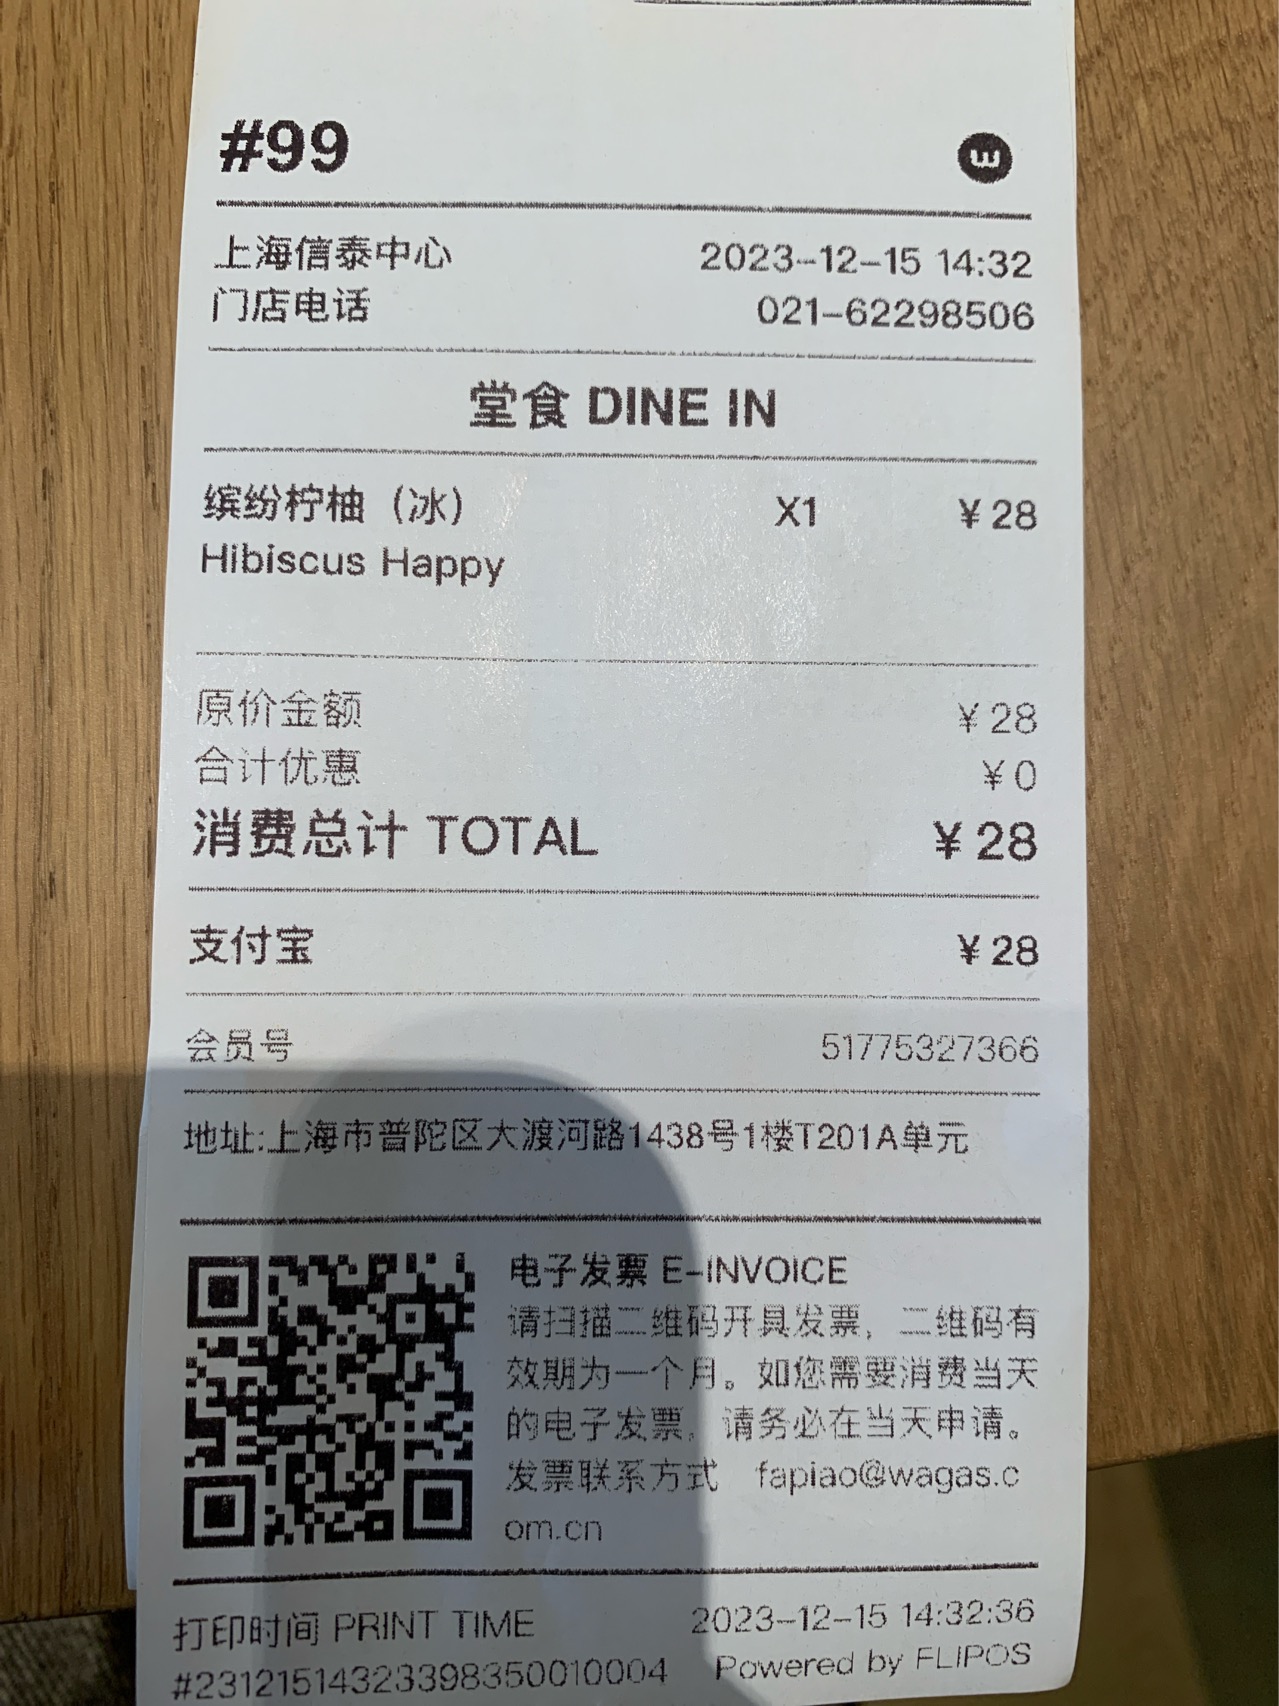 #99
上海信泰中心 2023-12-15 14:32
门店电话 021-62298506
堂食 DINE IN
缤纷柠柚（冰） X1 ¥28
Hibiscus Happy
原价金额 ¥28
合计优惠 ¥0
消费总计 TOTAL ¥28
支付宝 ¥28
会员号 51775327366
地址:上海市普陀区大渡河路1438号1楼T201A单元
电子发票 E-INVOICE
请扫描二维码开具发票，二维码有
效期为一个月。如您需要消费当天
的电子发票，请务必在当天申请。
发票联系方式 fapiao@wagas.c
om.cn
打印时间 PRINT TIME 2023-12-15 14:32:36
#231215143233983500​10004 Powered by FLIPOS